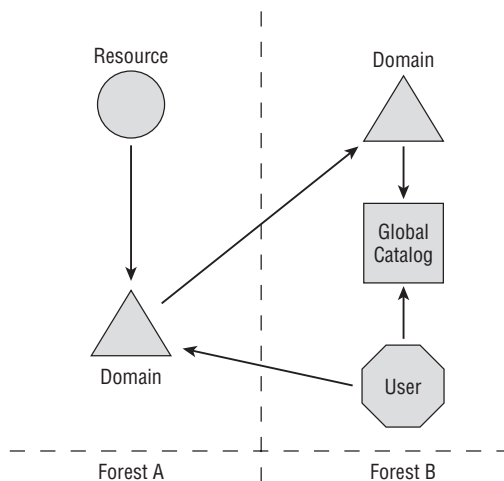 Resource
Domain
Global
Catalog
Domain
User
Forest A
Forest B